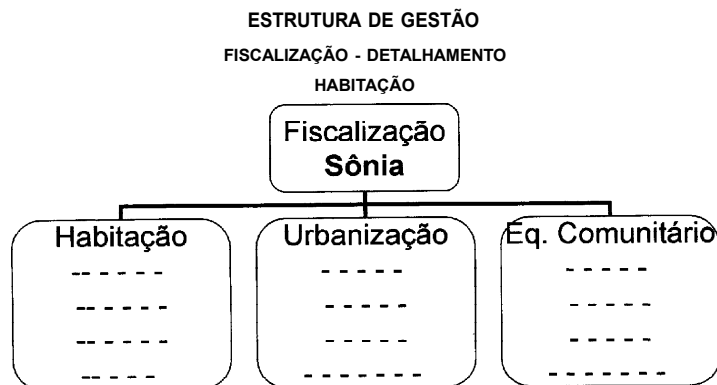 ESTRUTURA DE GESTÃO
FISCALIZAÇÃO - DETALHAMENTO
HABITAÇÃO
Fiscalização
Sônia
Habitação
-- - - - -
-- - - - -
-- - - - -
-- - - -
Urbanização
- - - - -
- - - - -
- - - - -
- - - - - - -
Eq. Comunitário
- - - - -
- - - - -
- - - - -
- - - - - - -